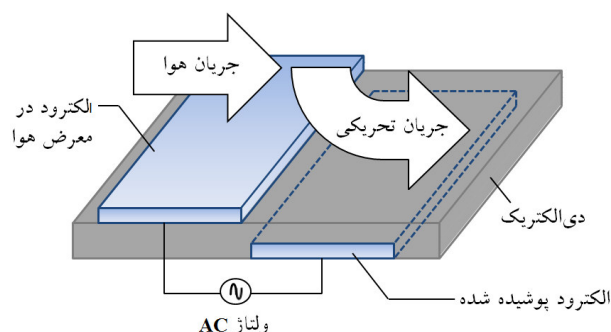 جریان هوا
الکترود در
معرض هوا
جریان تحریکی
دی‌الکتریک
الکترود پوشیده شده
ولتاژ AC